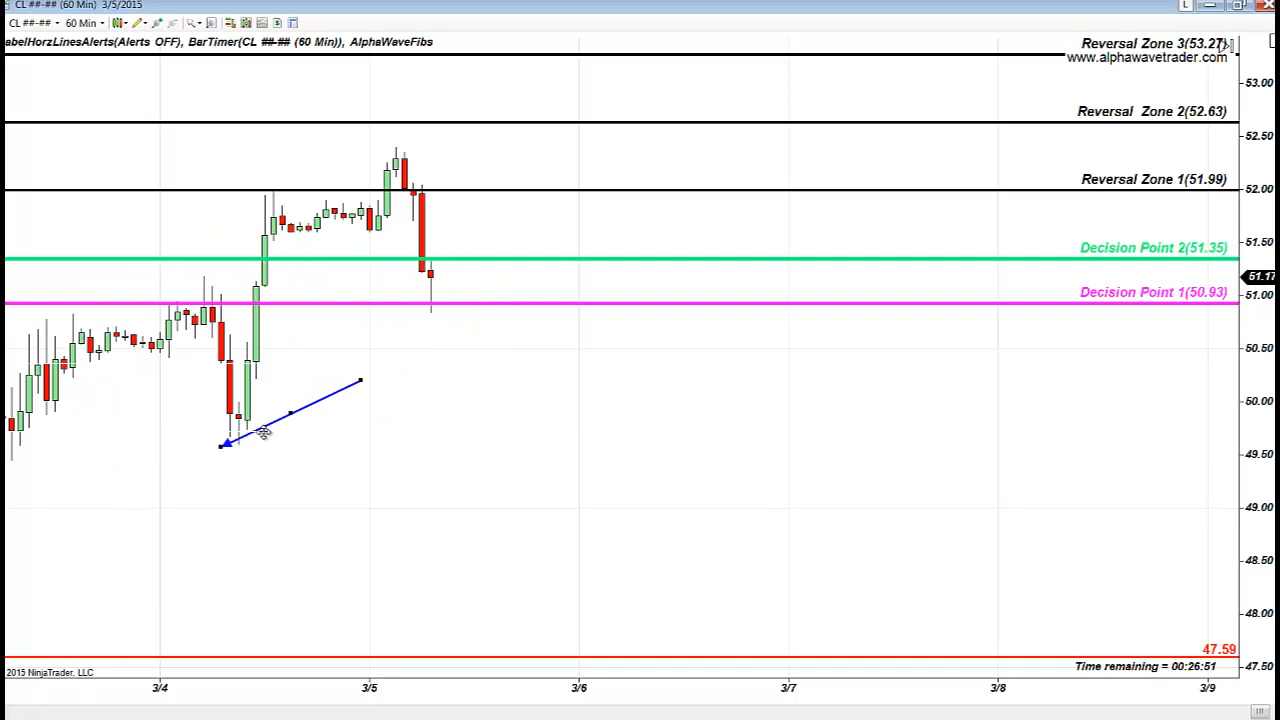 CL ##-## (60 Min) 3/5/2015
L
CL ##-## 60 Min
abelHorzLinesAlerts(Alerts OFF), BarTimer(CL ##-## (60 Min)), AlphaWaveFibs
Reversal Zone 3(53.27)
www.alphawavetrader.com
53.00
Reversal Zone 2(52.63)
52.50
Reversal Zone 1(51.99)
52.00
51.50
Decision Point 2(51.35)
51.17
51.00
Decision Point 1(50.93)
50.50
50.00
49.50
49.00
48.50
48.00
47.59
47.50
2015 NinjaTrader, LLC
Time remaining = 00:26:51
3/4 3/5 3/6 3/7 3/8 3/9